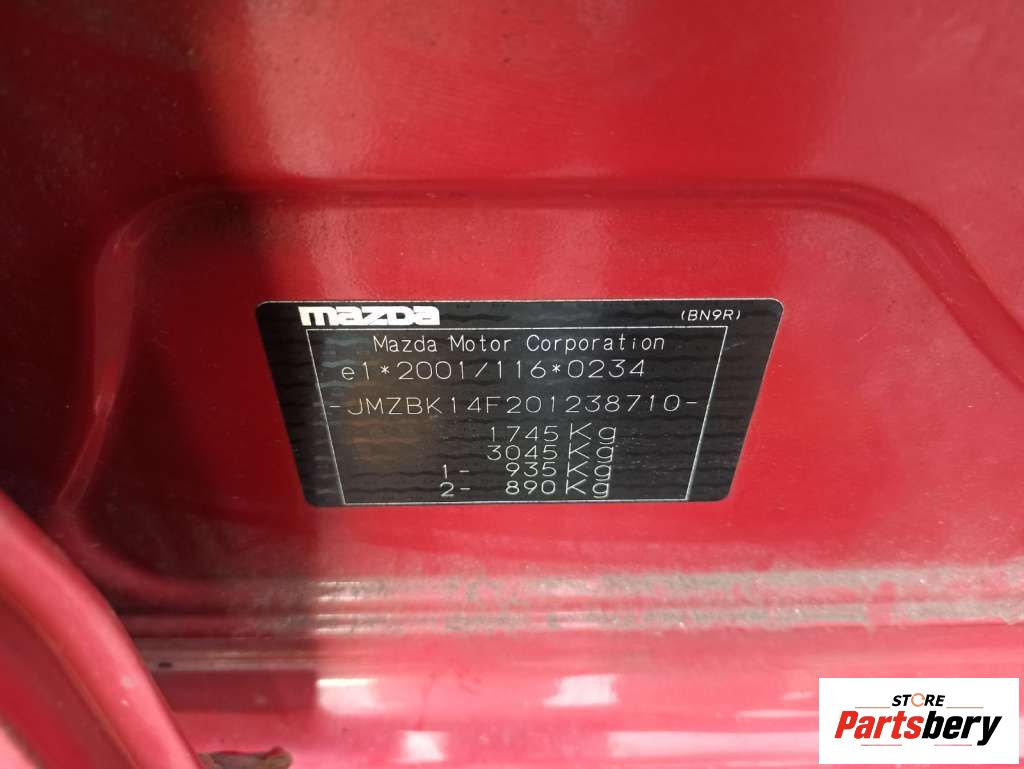 mazda
(BN9R)
Mazda Motor Corporation
e1*2001/116*0234
-JMZBK14F201238710-
1745 Kg
3045 Kg
1- 935 Kg
2- 890 Kg
STORE
Partsbery